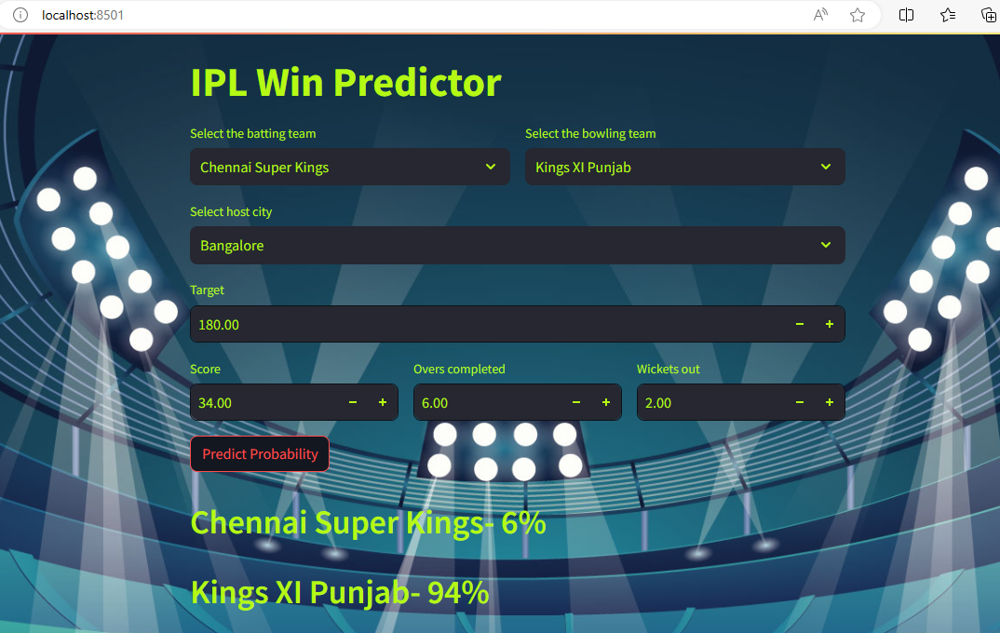 localhost:8501
IPL Win Predictor
Select the batting team Select the bowling team
Chennai Super Kings Kings XI Punjab
Select host city
Bangalore
Target
180.00
Score Overs completed Wickets out
34.00 6.00 2.00
Predict Probability
Chennai Super Kings- 6%
Kings XI Punjab- 94%